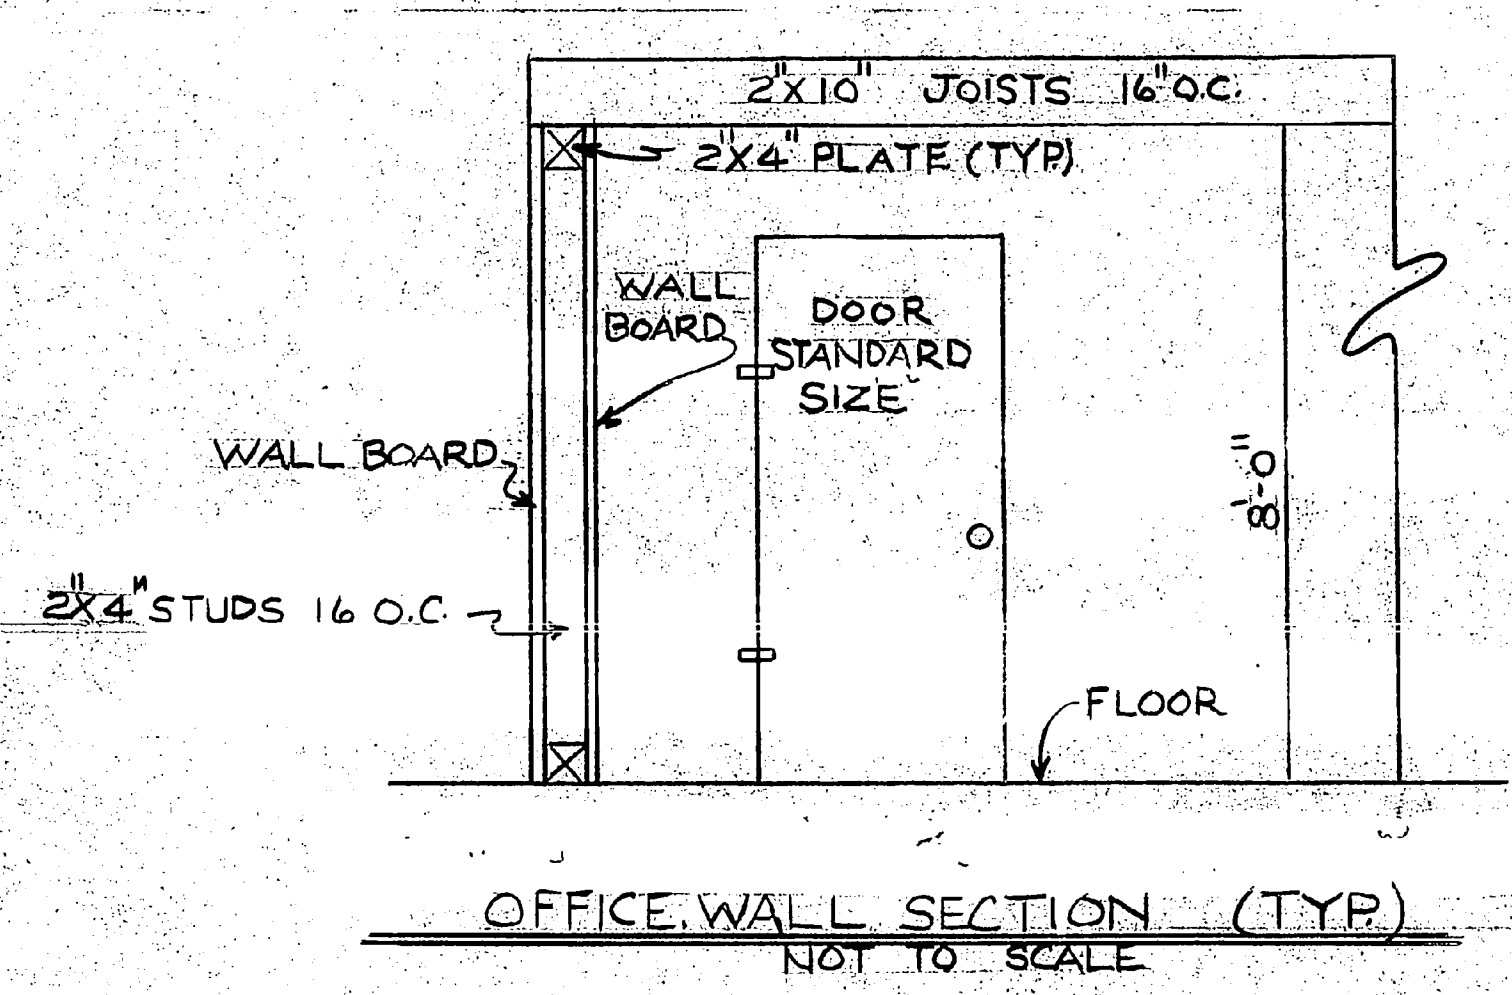 2"X10" JOISTS 16" O.C.
2"X4" PLATE (TYP.)
WALL
BOARD
DOOR
STANDARD
SIZE
WALL BOARD
8'-0"
2"X4" STUDS 16 O.C.
FLOOR
OFFICE WALL SECTION (TYP.)
NOT TO SCALE